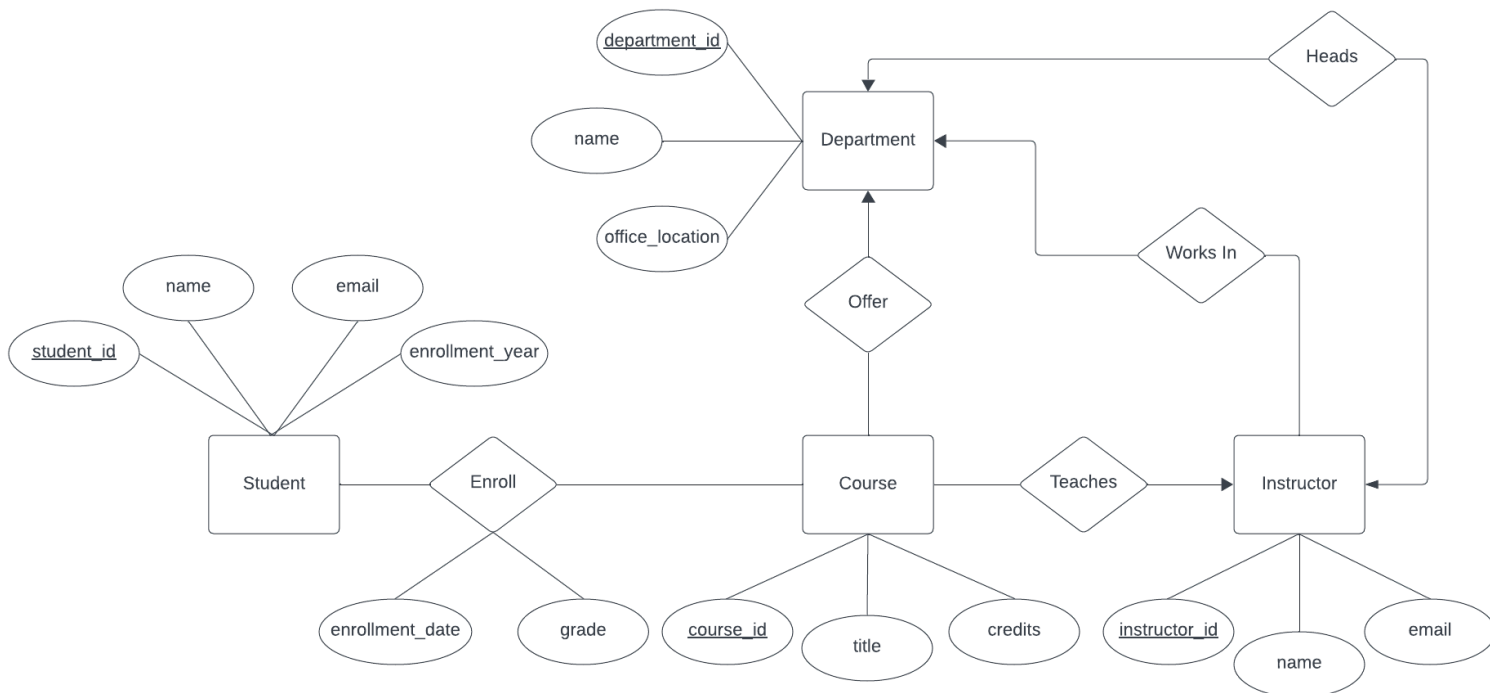 department_id
Heads
name
Department
office_location
Works In
name
email
Offer
student_id
enrollment_year
Student
Enroll
Course
Teaches
Instructor
enrollment_date
grade
course_id
title
credits
instructor_id
name
email